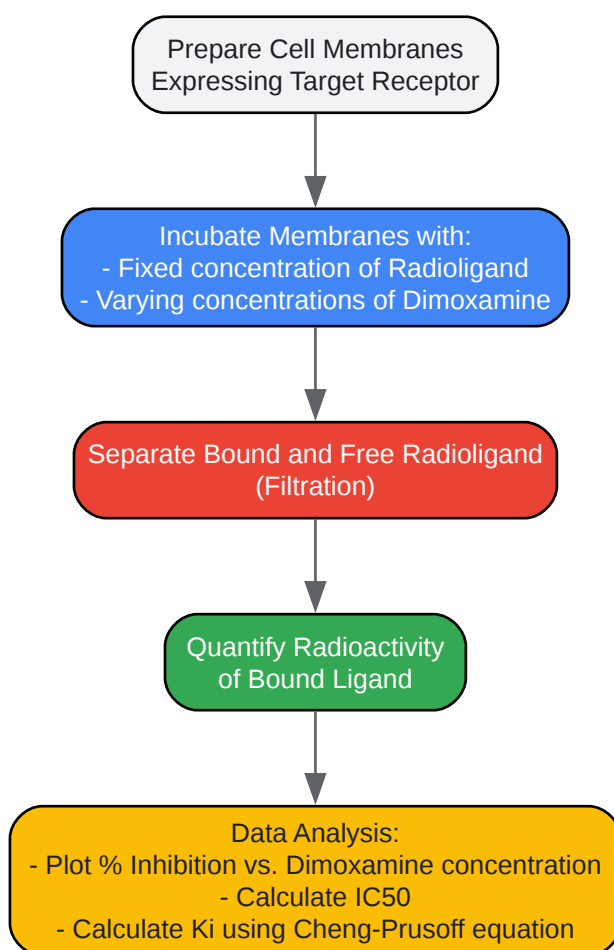 Prepare Cell Membranes
Expressing Target Receptor
Incubate Membranes with:
- Fixed concentration of Radioligand
- Varying concentrations of Dimoxamine
Separate Bound and Free Radioligand
(Filtration)
Quantify Radioactivity
of Bound Ligand
Data Analysis:
- Plot % Inhibition vs. Dimoxamine concentration
- Calculate IC50
- Calculate Ki using Cheng-Prusoff equation